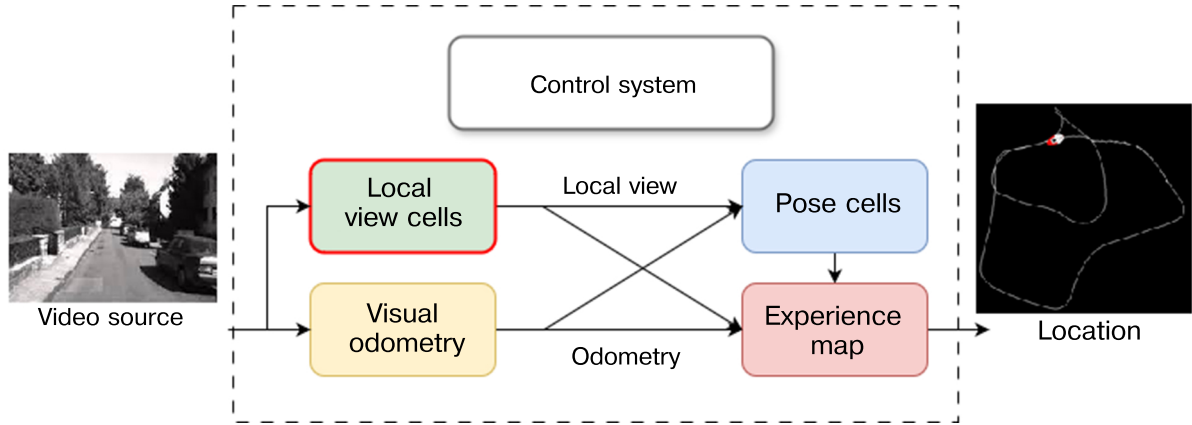 Control system
Local
view cells
Local view
Pose cells
Video source
Visual
odometry
Odometry
Experience
map
Location